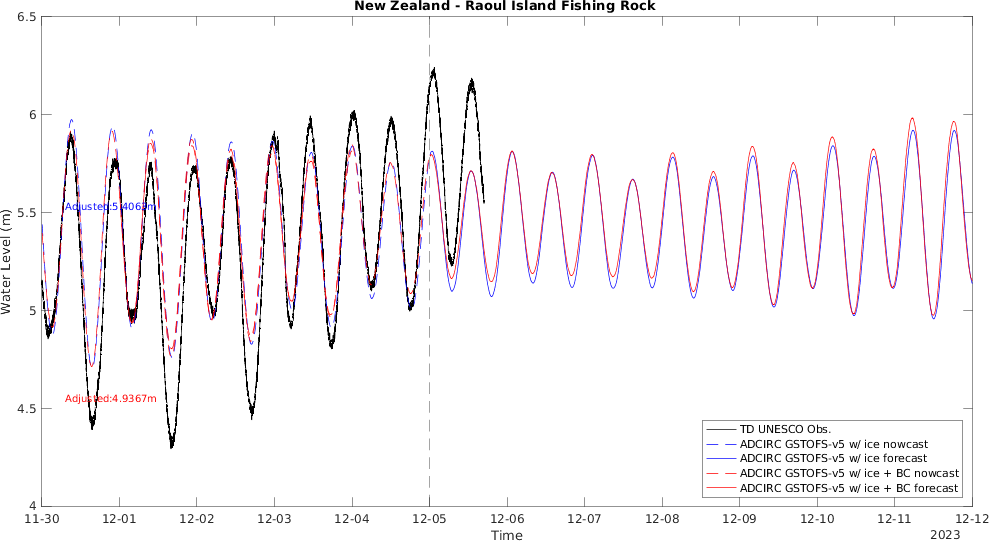 New Zealand - Raoul Island Fishing Rock
6.5
6
5.5
5
4.5
4
Water Level (m)
Adjusted:4.9367m
TD UNESCO Obs.
ADCIRC GSTOFS-v5 w/ ice nowcast
ADCIRC GSTOFS-v5 w/ ice forecast
ADCIRC GSTOFS-v5 w/ ice + BC nowcast
ADCIRC GSTOFS-v5 w/ ice + BC forecast
11-30 12-01 12-02 12-03 12-04 12-05 12-06 12-07 12-08 12-09 12-10 12-11 12-12
Time
2023